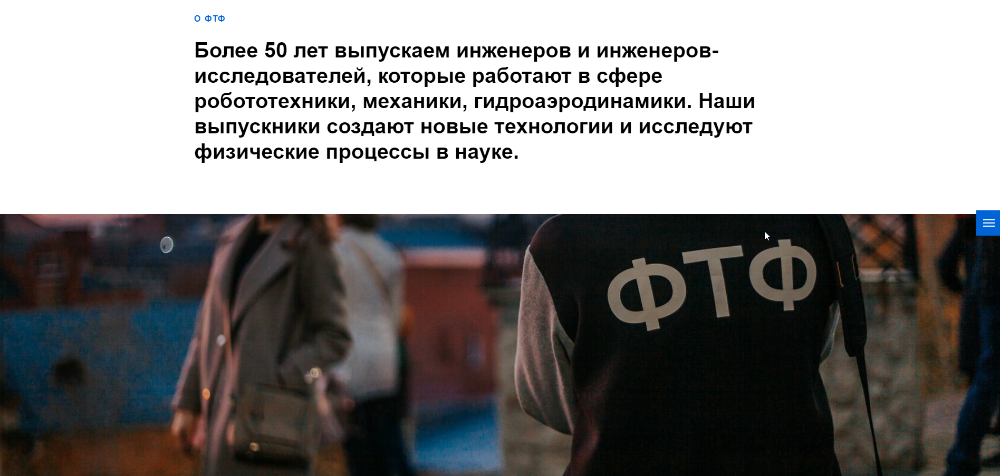 О ФТФ
Более 50 лет выпускаем инженеров и инженеров-
исследователей, которые работают в сфере
робототехники, механики, гидроаэродинамики. Наши
выпускники создают новые технологии и исследуют
физические процессы в науке.
ФТФ